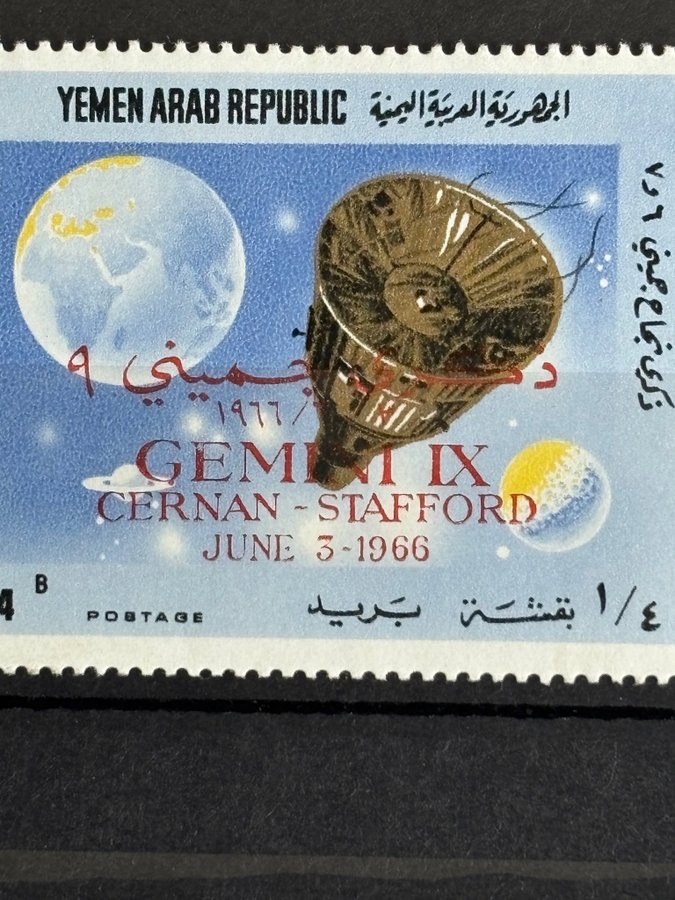 YEMEN ARAB REPUBLIC الجمهورية العربية اليمنية
جميني ٩
١٩٦٦/
GEMINI IX
CERNAN - STAFFORD
JUNE 3-1966
4 B
POSTAGE
بريد
بقشة ١/٤